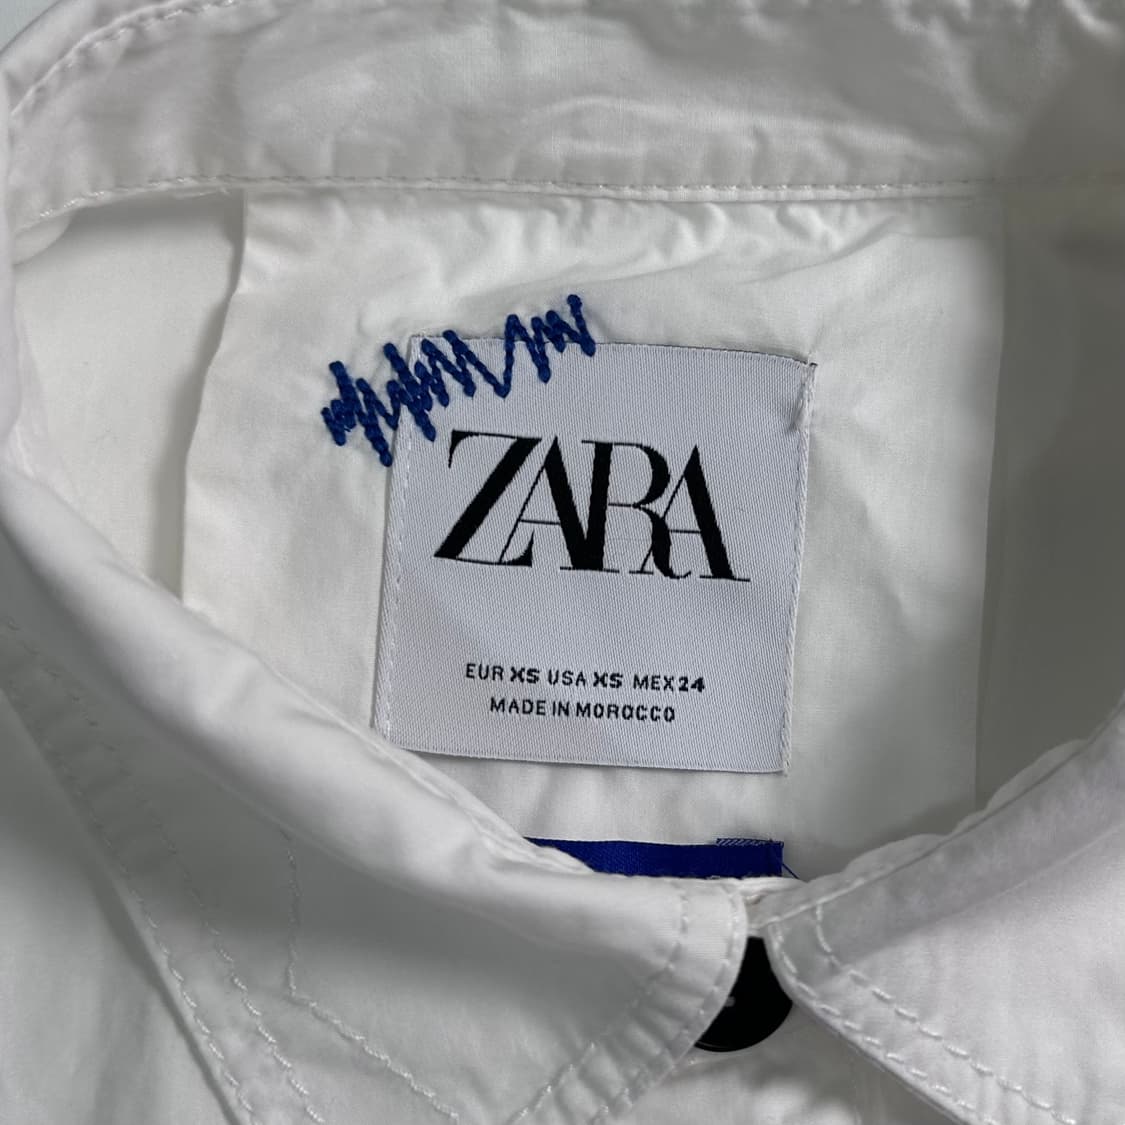 ZARA
EUR XS USA XS MEX 24
MADE IN MOROCCO